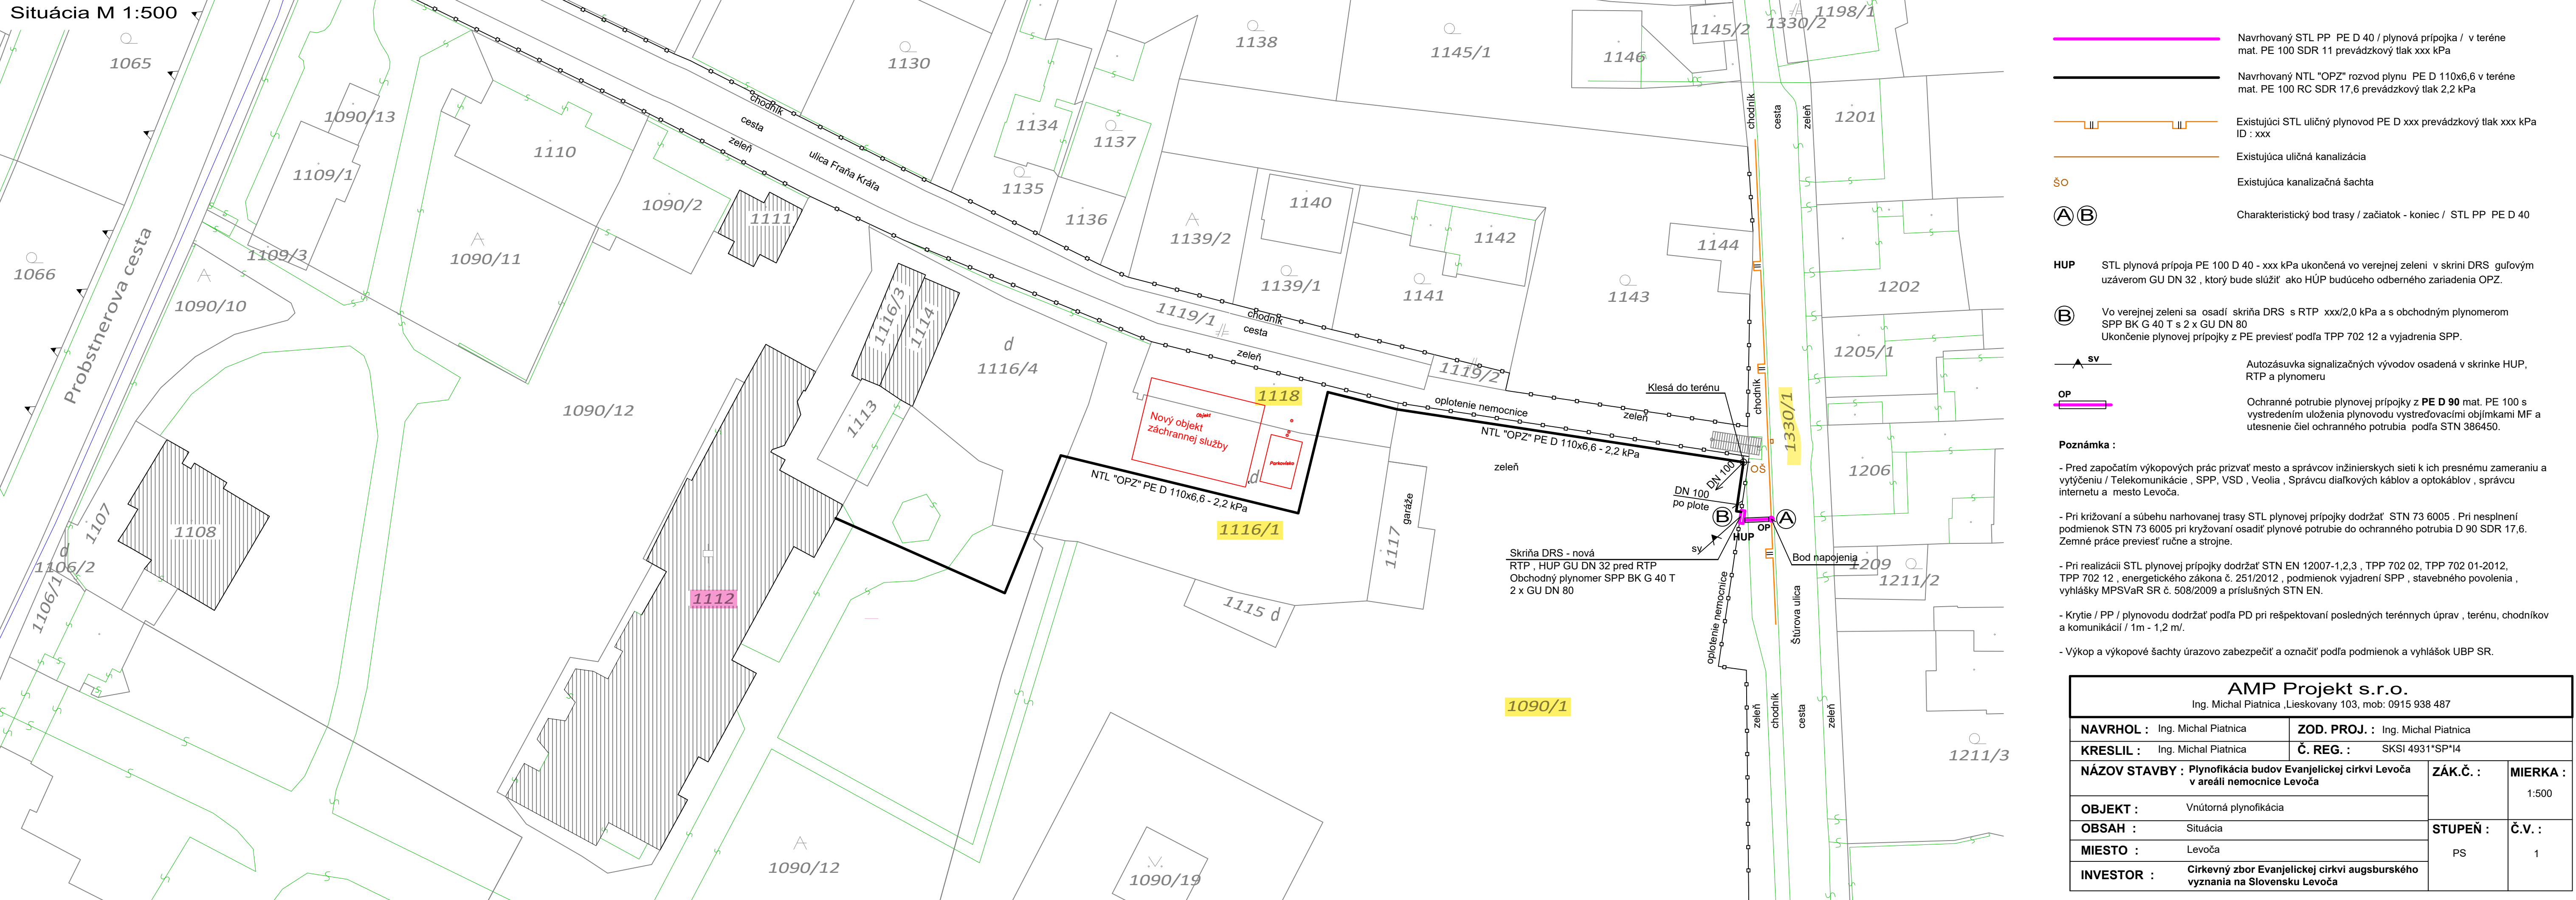 Situácia M 1:500
1065
1066
Probstnerova cesta
1090/13
1109/1
1109/3
1090/10
1110
1090/11
1090/2
1111
1130
1138
1145/1
1146
1145/2
1330/2
1198/1
chodník
cesta
zeleň
ulica Fraňa Kráľa
1134
1137
1135
1136
1139/2
1140
1139/1
1142
1141
1143
1144
chodník
cesta
zeleň
1201
1202
1205/1
1206
1209
1211/2
1211/3
1119/1
chodník
cesta
zeleň
1119/2
1116/3
1114
d
1116/4
1113
1090/12
1118
Objekt
Nový objekt
záchrannej služby
Parkovisko
d
NTL "OPZ" PE D 110x6,6 - 2,2 kPa
1116/1
oplotenie nemocnice
zeleň
NTL "OPZ" PE D 110x6,6 - 2,2 kPa
zeleň
Klesá do terénu
chodník
1330/1
OŠ
DN 100
DN 100
po plote
B
A
OP
HUP
sv
Bod napojenia
Skriňa DRS - nová
RTP , HUP GU DN 32 pred RTP
Obchodný plynomer SPP BK G 40 T
2 x GU DN 80
garáže
1117
1115 d
oplotenie nemocnice
Štúrova ulica
zeleň
chodník
cesta
zeleň
1107
1108
d
1106/2
1106/1
1112
1090/1
1090/12
1090/19
Navrhovaný STL PP PE D 40 / plynová prípojka / v teréne
mat. PE 100 SDR 11 prevádzkový tlak xxx kPa
Navrhovaný NTL "OPZ" rozvod plynu PE D 110x6,6 v teréne
mat. PE 100 RC SDR 17,6 prevádzkový tlak 2,2 kPa
Existujúci STL uličný plynovod PE D xxx prevádzkový tlak xxx kPa
ID : xxx
Existujúca uličná kanalizácia
ŠO Existujúca kanalizačná šachta
A B Charakteristický bod trasy / začiatok - koniec / STL PP PE D 40
HUP STL plynová prípoja PE 100 D 40 - xxx kPa ukončená vo verejnej zeleni v skrini DRS guľovým
uzáverom GU DN 32 , ktorý bude slúžiť ako HÚP budúceho odberného zariadenia OPZ.
B Vo verejnej zeleni sa osadí skriňa DRS s RTP xxx/2,0 kPa a s obchodným plynomerom
SPP BK G 40 T s 2 x GU DN 80
Ukončenie plynovej prípojky z PE previesť podľa TPP 702 12 a vyjadrenia SPP.
sv Autozásuvka signalizačných vývodov osadená v skrinke HUP,
RTP a plynomeru
OP Ochranné potrubie plynovej prípojky z PE D 90 mat. PE 100 s
vystredením uloženia plynovodu vystreďovacími objímkami MF a
utesnenie čiel ochranného potrubia podľa STN 386450.
Poznámka :
- Pred započatím výkopových prác prizvať mesto a správcov inžinierskych sieti k ich presnému zameraniu a
vytýčeniu / Telekomunikácie , SPP, VSD , Veolia , Správcu diaľkových káblov a optokáblov , správcu
internetu a mesto Levoča.
- Pri križovaní a súbehu narhovanej trasy STL plynovej prípojky dodržať STN 73 6005 . Pri nesplnení
podmienok STN 73 6005 pri kryžovaní osadiť plynové potrubie do ochranného potrubia D 90 SDR 17,6.
Zemné práce previesť ručne a strojne.
- Pri realizácii STL plynovej prípojky dodržať STN EN 12007-1,2,3 , TPP 702 02, TPP 702 01-2012,
TPP 702 12 , energetického zákona č. 251/2012 , podmienok vyjadrení SPP , stavebného povolenia ,
vyhlášky MPSVaR SR č. 508/2009 a príslušných STN EN.
- Krytie / PP / plynovodu dodržať podľa PD pri rešpektovaní posledných terénnych úprav , terénu, chodníkov
a komunikácií / 1m - 1,2 m/.
- Výkop a výkopové šachty úrazovo zabezpečiť a označiť podľa podmienok a vyhlášok UBP SR.
AMP Projekt s.r.o.
Ing. Michal Piatnica ,Lieskovany 103, mob: 0915 938 487
NAVRHOL : Ing. Michal Piatnica ZOD. PROJ. : Ing. Michal Piatnica
KRESLIL : Ing. Michal Piatnica Č. REG. : SKSI 4931*SP*I4
NÁZOV STAVBY : Plynofikácia budov Evanjelickej cirkvi Levoča
v areáli nemocnice Levoča
ZÁK.Č. : MIERKA :
1:500
OBJEKT : Vnútorná plynofikácia
OBSAH : Situácia
STUPEŇ : Č.V. :
MIESTO : Levoča
PS 1
INVESTOR : Cirkevný zbor Evanjelickej cirkvi augsburského
vyznania na Slovensku Levoča